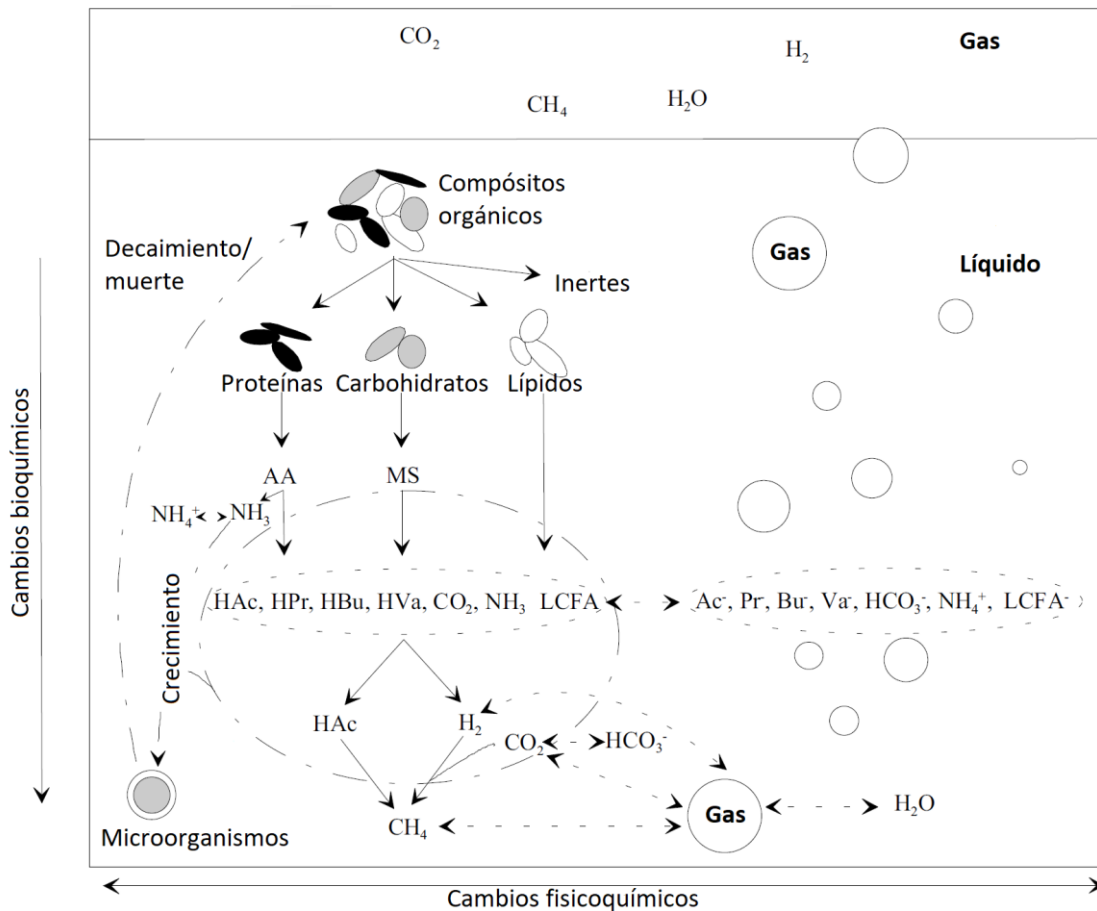 CO₂
H₂
Gas
CH₄
H₂O
Compósitos
orgánicos
Decaimiento/
muerte
Inertes
Gas
Líquido
Proteínas Carbohidratos Lípidos
AA
MS
NH₄⁺ NH₃
HAc, HPr, HBu, HVa, CO₂, NH₃ LCFA
Ac⁻, Pr⁻, Bu⁻, Va⁻, HCO₃⁻, NH₄⁺, LCFA⁻
Crecimiento
HAc
H₂
CO₂
HCO₃⁻
CH₄
Gas
H₂O
Microorganismos
Cambios bioquímicos
Cambios fisicoquímicos